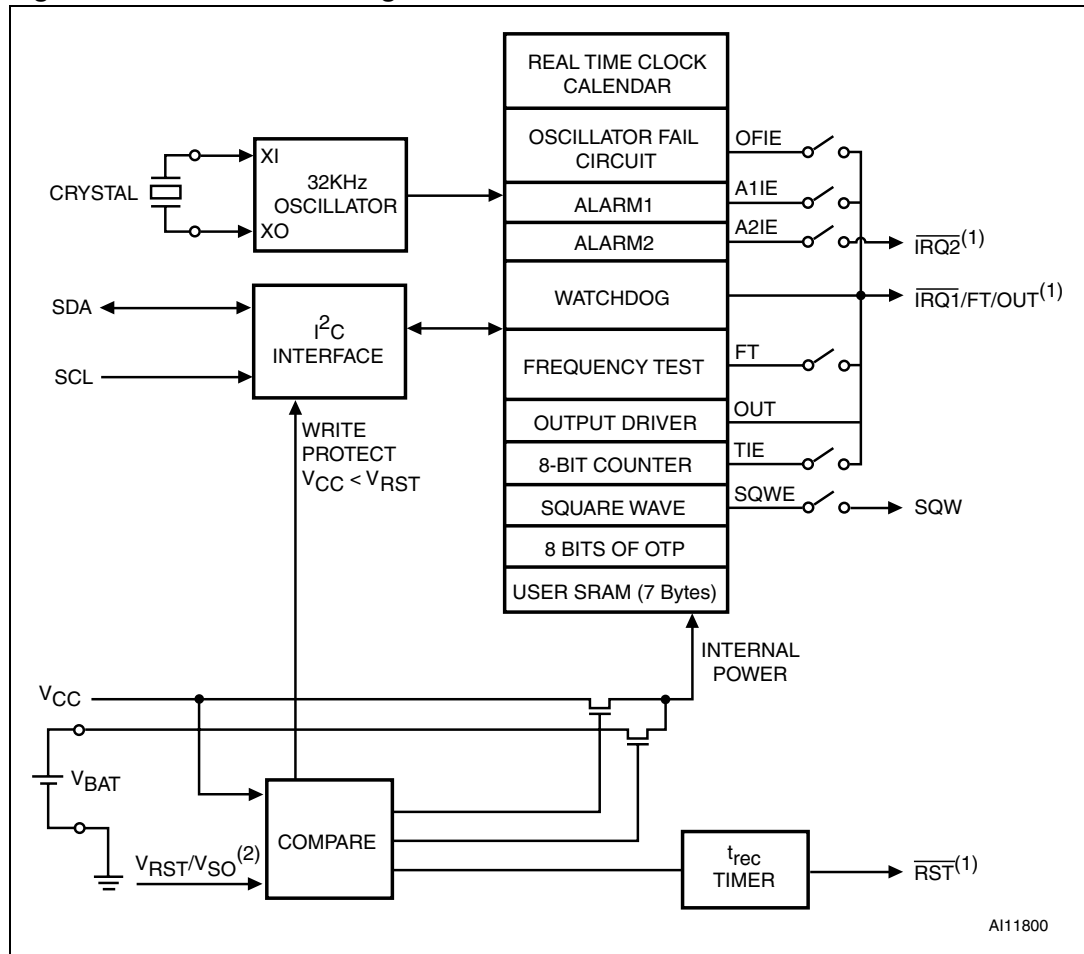 REAL TIME CLOCK
CALENDAR
OSCILLATOR FAIL
CIRCUIT
OFIE
XI
CRYSTAL
32KHz
OSCILLATOR
XO
ALARM1
A1IE
ALARM2
A2IE
IRQ2(1)
SDA
I2C
INTERFACE
SCL
WATCHDOG
IRQ1/FT/OUT(1)
FREQUENCY TEST
FT
OUTPUT DRIVER
OUT
8-BIT COUNTER
TIE
SQUARE WAVE
SQWE
SQW
8 BITS OF OTP
USER SRAM (7 Bytes)
WRITE
PROTECT
VCC < VRST
INTERNAL
POWER
VCC
VBAT
COMPARE
VRST/VSO(2)
trec
TIMER
RST(1)
AI11800